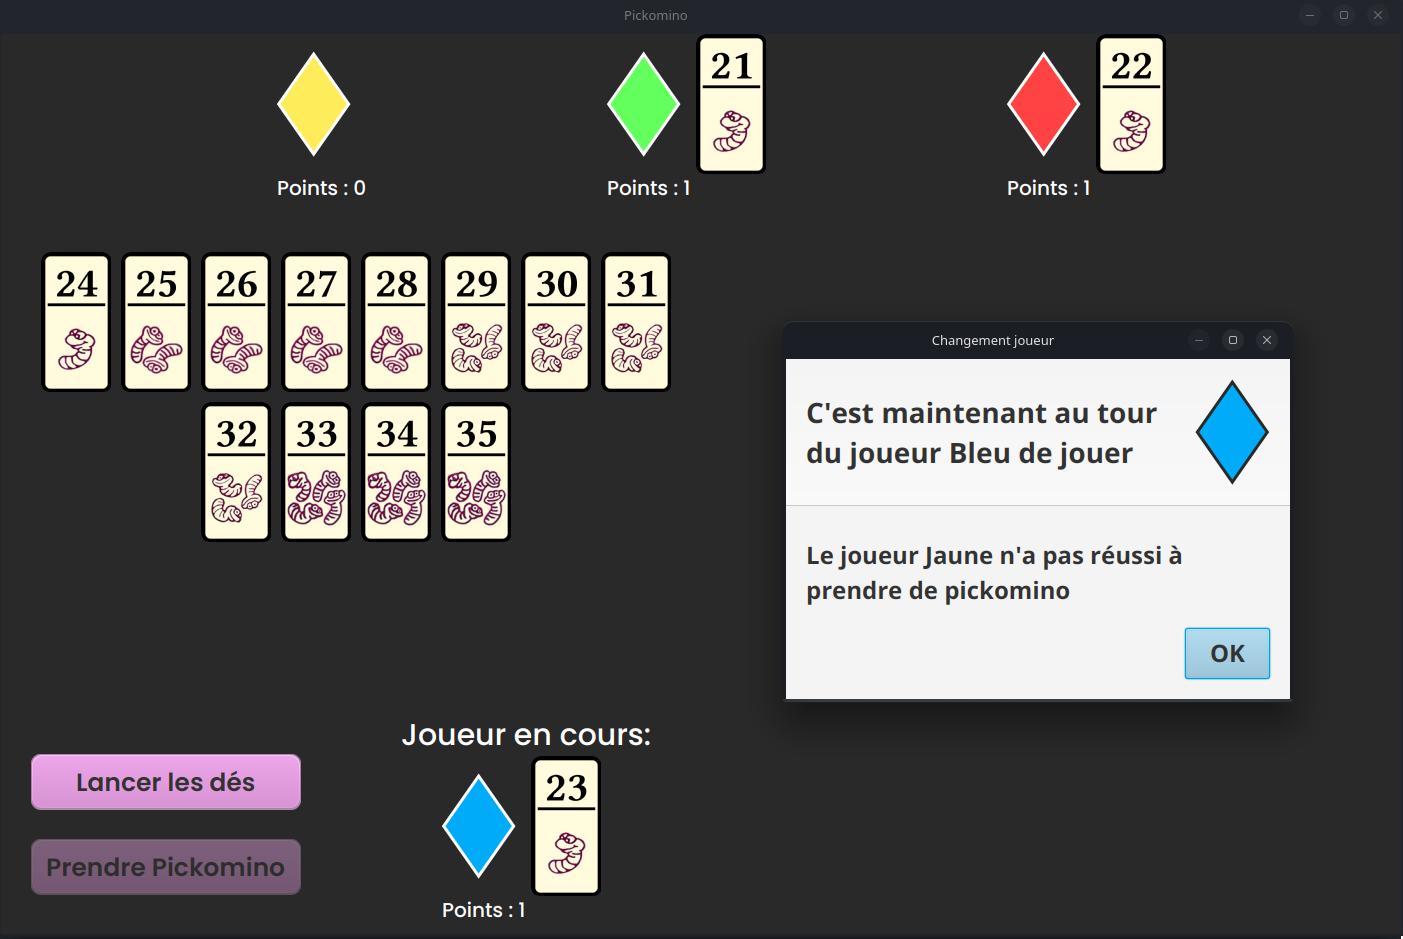 Pickomino
21
22
Points : 0
Points : 1
Points : 1
24 25 26 27 28 29 30 31
32 33 34 35
Changement joueur
C'est maintenant au tour
du joueur Bleu de jouer
Le joueur Jaune n'a pas réussi à
prendre de pickomino
OK
Joueur en cours:
Lancer les dés
23
Prendre Pickomino
Points : 1